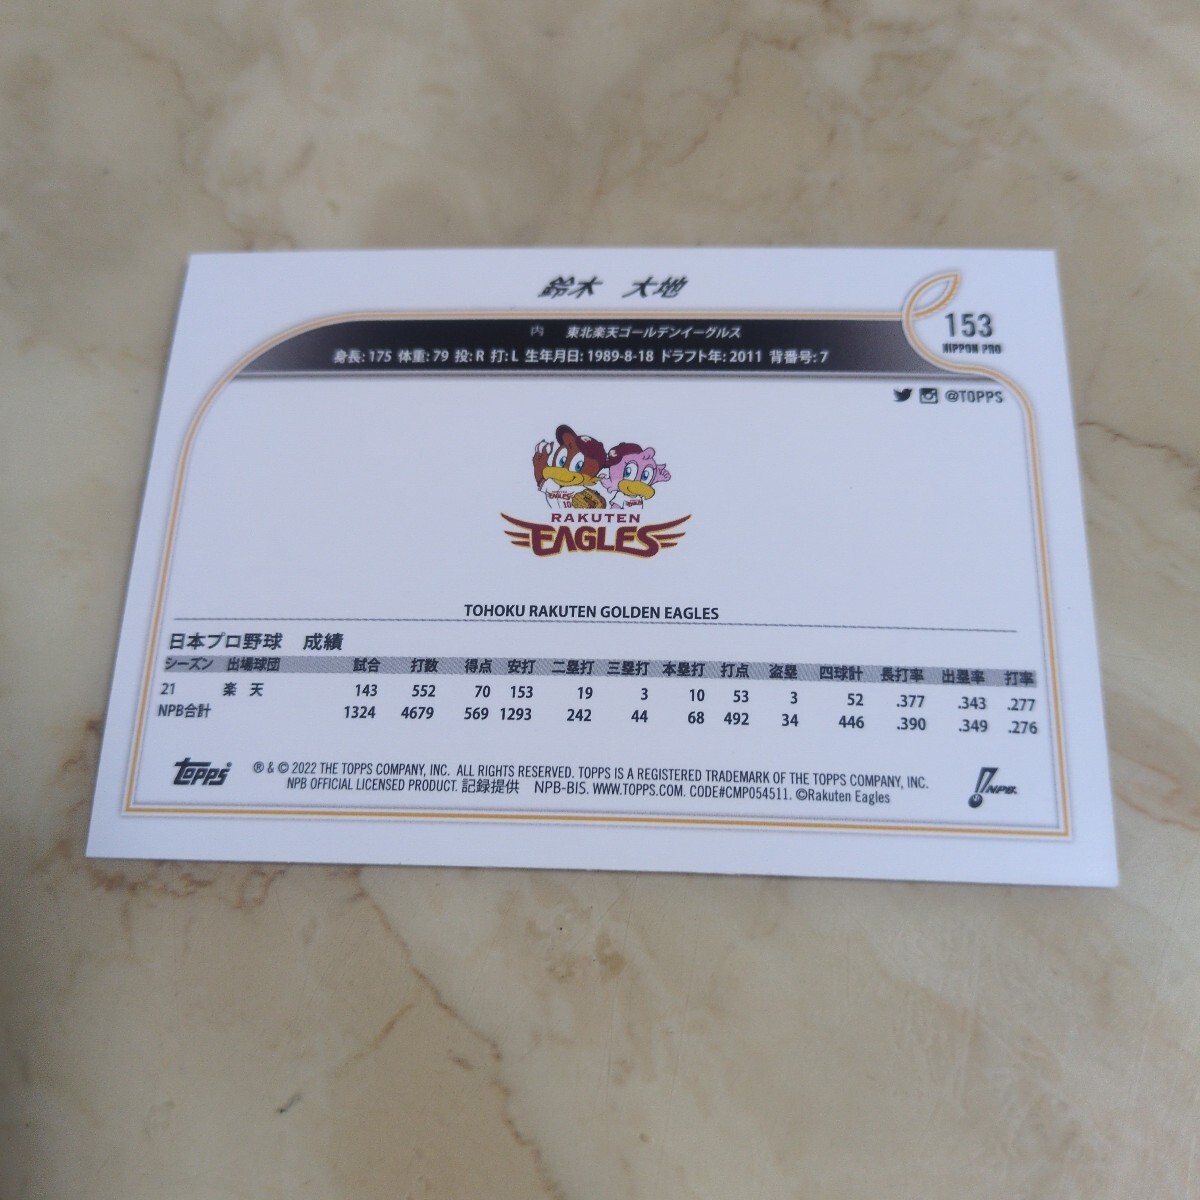 鈴木 大地
153
NIPPON PRO
内 東北楽天ゴールデンイーグルス
身長: 175 体重: 79 投: R 打: L 生年月日: 1989-8-18 ドラフト年: 2011 背番号: 7
@TOPPS
EAGLES
10
RAKUTEN
EAGLES
TOHOKU RAKUTEN GOLDEN EAGLES
日本プロ野球 成績
シーズン 出場球団 試合 打数 得点 安打 二塁打 三塁打 本塁打 打点 盗塁 四球計 長打率 出塁率 打率
21 楽天 143 552 70 153 19 3 10 53 3 52 .377 .343 .277
NPB合計 1324 4679 569 1293 242 44 68 492 34 446 .390 .349 .276
topps
® & © 2022 THE TOPPS COMPANY, INC. ALL RIGHTS RESERVED. TOPPS IS A REGISTERED TRADEMARK OF THE TOPPS COMPANY, INC.
NPB OFFICIAL LICENSED PRODUCT. 記録提供 NPB-BIS. WWW.TOPPS.COM. CODE#CMP054511. ©Rakuten Eagles
NPB.